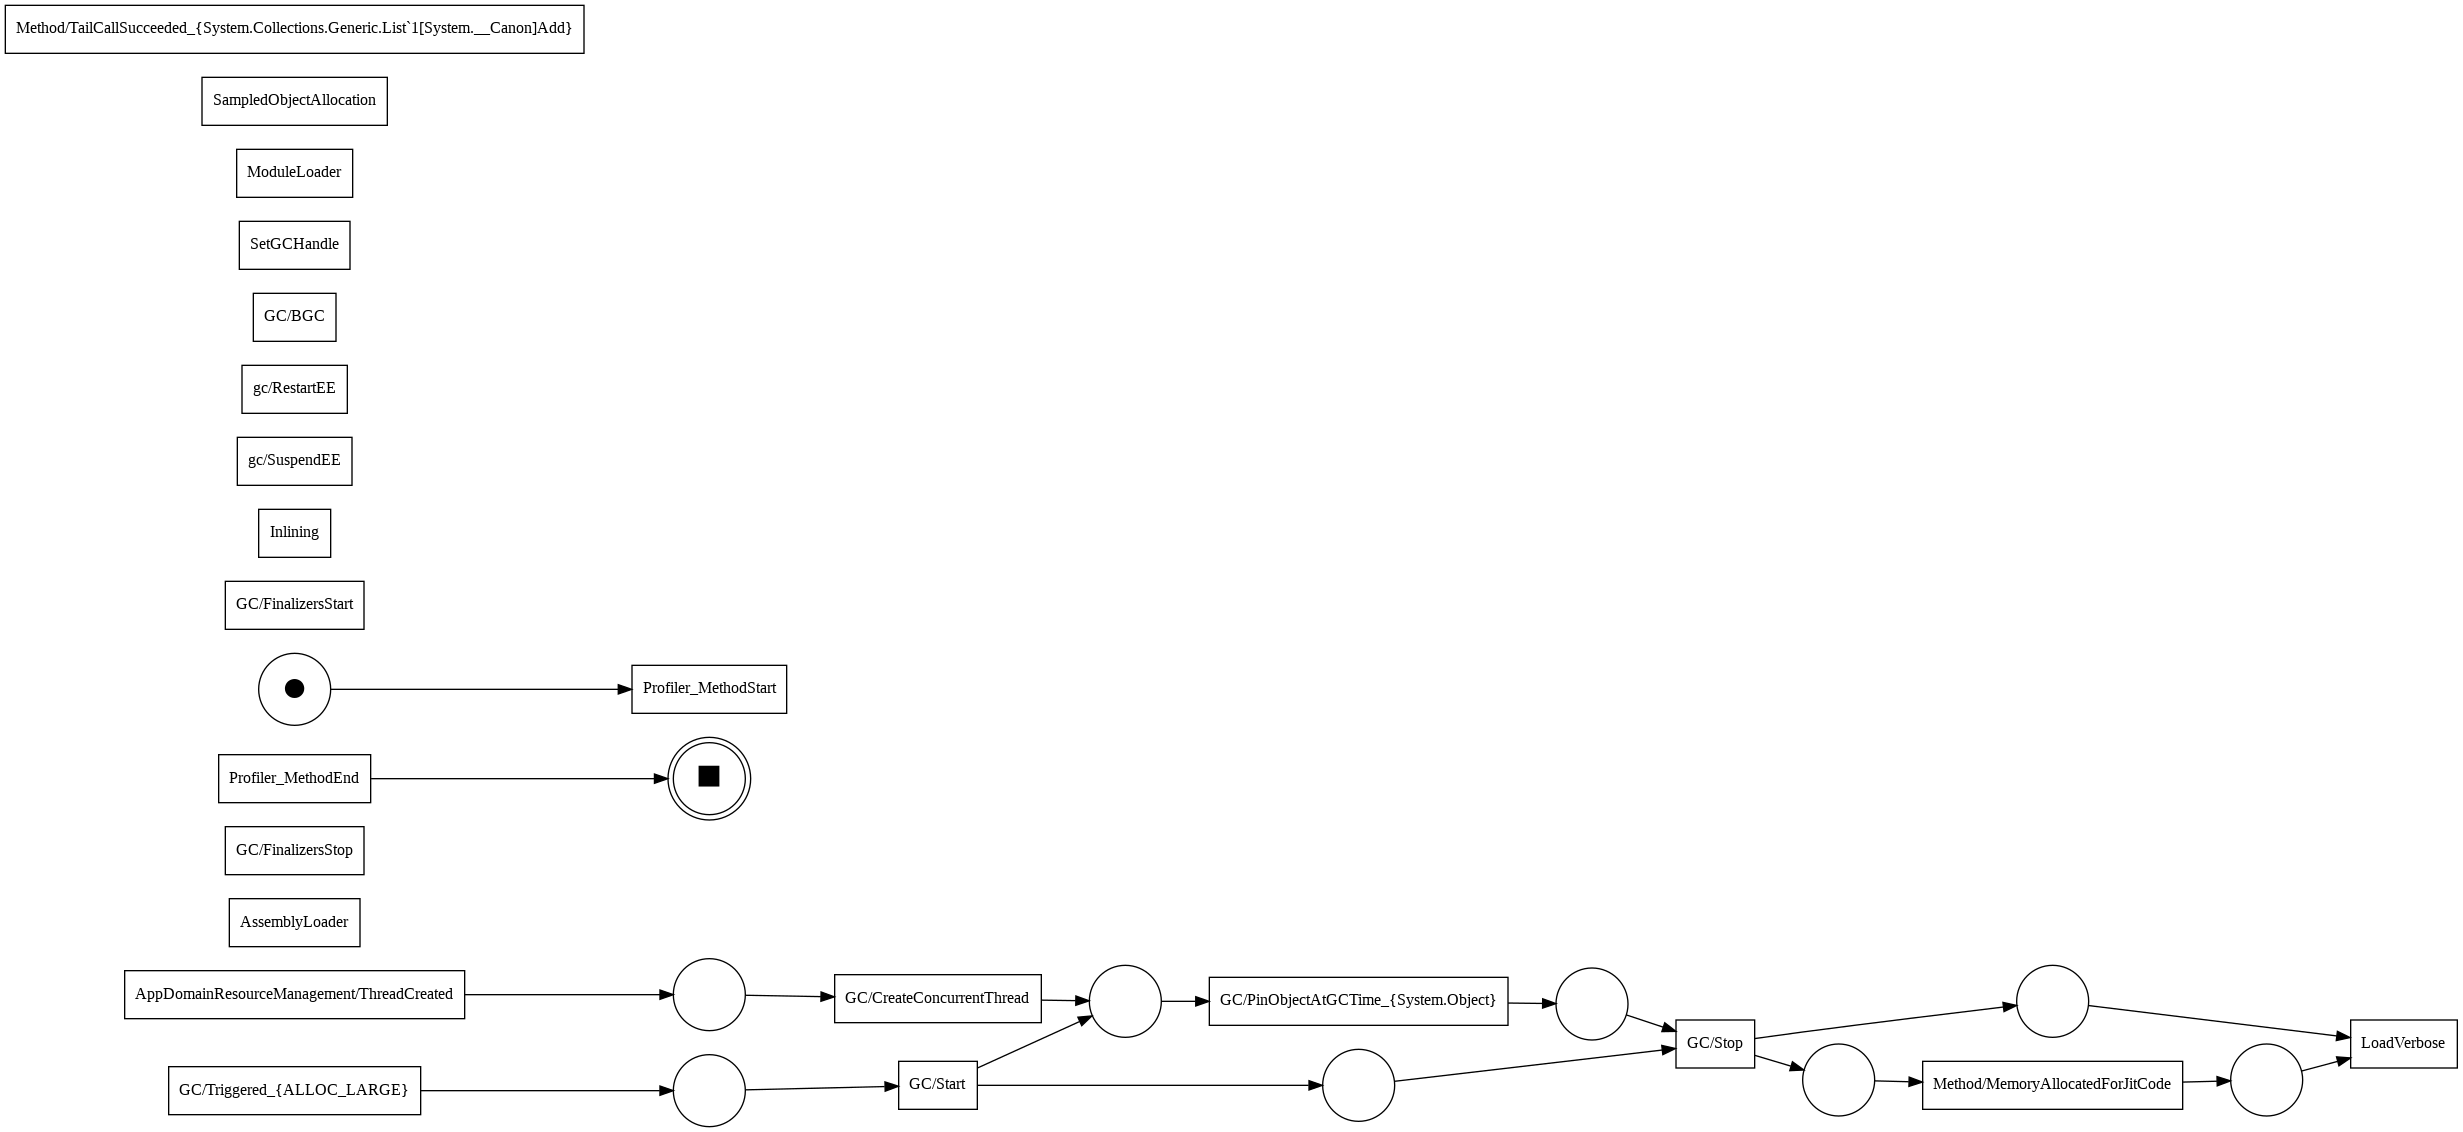 Method/TailCallSucceeded_{System.Collections.Generic.List`1[System.__Canon]Add}
SampledObjectAllocation
ModuleLoader
SetGCHandle
GC/BGC
gc/RestartEE
gc/SuspendEE
Inlining
GC/FinalizersStart
Profiler_MethodStart
Profiler_MethodEnd
GC/FinalizersStop
AssemblyLoader
AppDomainResourceManagement/ThreadCreated
GC/CreateConcurrentThread
GC/PinObjectAtGCTime_{System.Object}
GC/Stop
LoadVerbose
GC/Triggered_{ALLOC_LARGE}
GC/Start
Method/MemoryAllocatedForJitCode